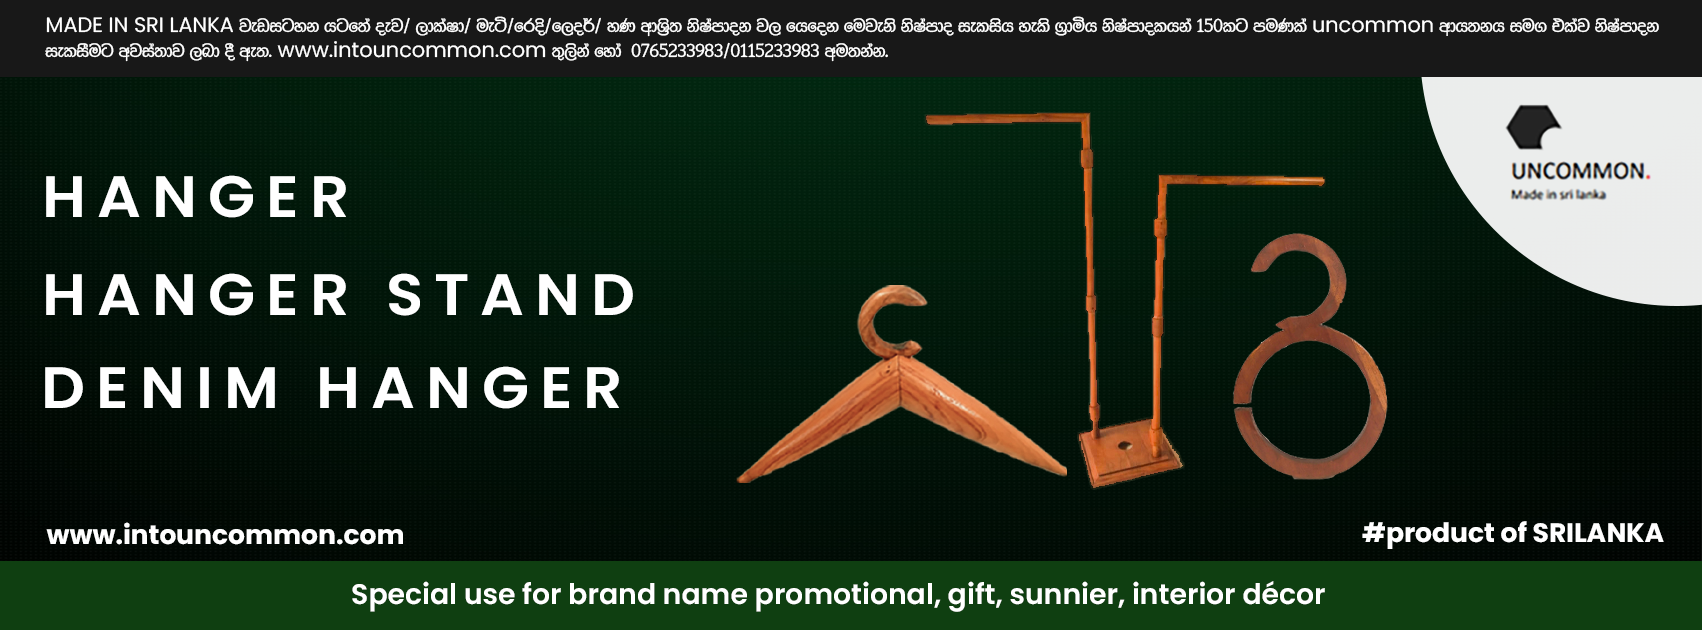 MADE IN SRI LANKA වැඩසටහන යටතේ දැව/ ලාක්ෂා/ මැටි/රෙදි/ලෙදර්/ හණ ආශ්‍රිත නිෂ්පාදන වල යෙදෙන මෙවැනි නිෂ්පාද සැකසිය හැකි ග්‍රාමිය නිෂ්පාදකයන් 150කට පමණක් uncommon ආයතනය සමග එක්ව නිෂ්පාදන
සැකසීමට අවස්තාව ලබා දී ඇත. www.intouncommon.com තුලින් හෝ 0765233983/0115233983 අමතන්න.
UNCOMMON.
Made in sri lanka
HANGER
HANGER STAND
DENIM HANGER
www.intouncommon.com
#product of SRILANKA
Special use for brand name promotional, gift, sunnier, interior décor